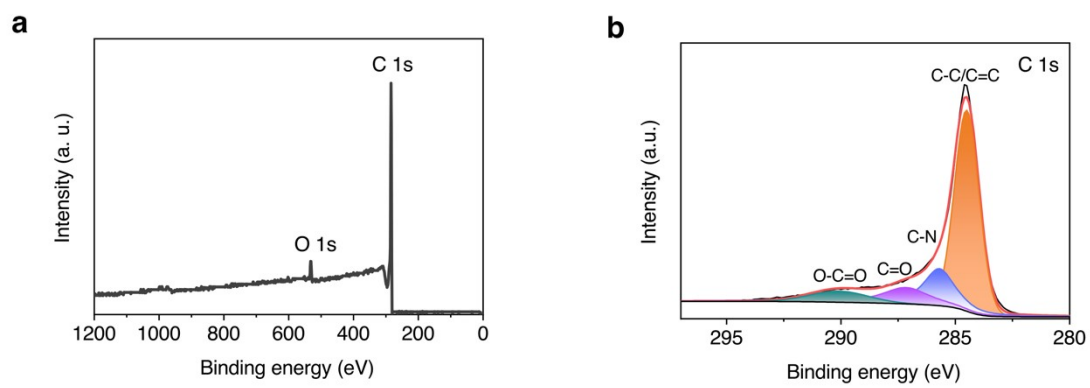 a
C 1s
O 1s
Intensity (a. u.)
1200 1000 800 600 400 200 0
Binding energy (eV)
b
C 1s
C-C/C=C
C-N
C=O
O-C=O
Intensity (a.u.)
295 290 285 280
Binding energy (eV)